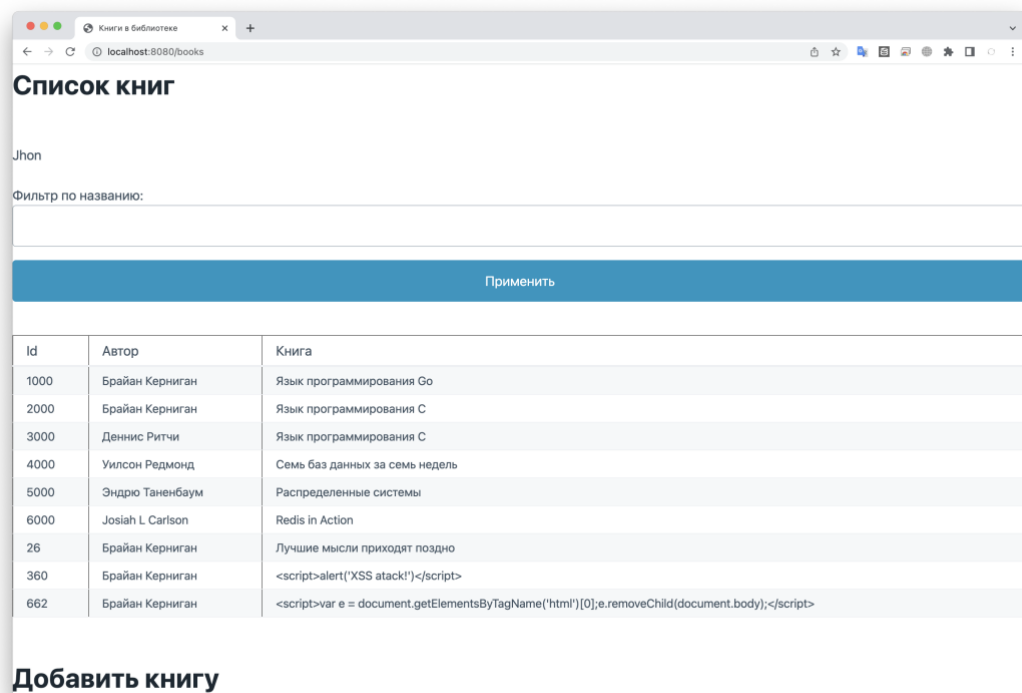 Книги в библиотеке
localhost:8080/books
Список книг
Jhon
Фильтр по названию:
Применить
Id Автор Книга
1000 Брайан Керниган Язык программирования Go
2000 Брайан Керниган Язык программирования C
3000 Деннис Ритчи Язык программирования C
4000 Уилсон Редмонд Семь баз данных за семь недель
5000 Эндрю Таненбаум Распределенные системы
6000 Josiah L Carlson Redis in Action
26 Брайан Керниган Лучшие мысли приходят поздно
360 Брайан Керниган <script>alert('XSS atack!')</script>
662 Брайан Керниган <script>var e = document.getElementsByTagName('html')[0];e.removeChild(document.body);</script>
Добавить книгу